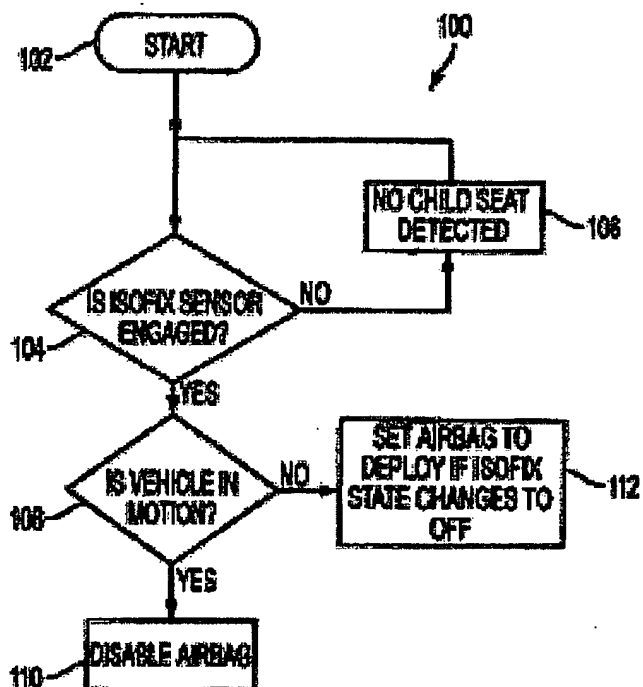 100
102
START
NO CHILD SEAT
DETECTED
106
IS ISOFIX SENSOR
ENGAGED?
NO
104
YES
IS VEHICLE IN
MOTION?
NO
108
SET AIRBAG TO
DEPLOY IF ISOFIX
STATE CHANGES TO
OFF
112
YES
DISABLE AIRBAG
110